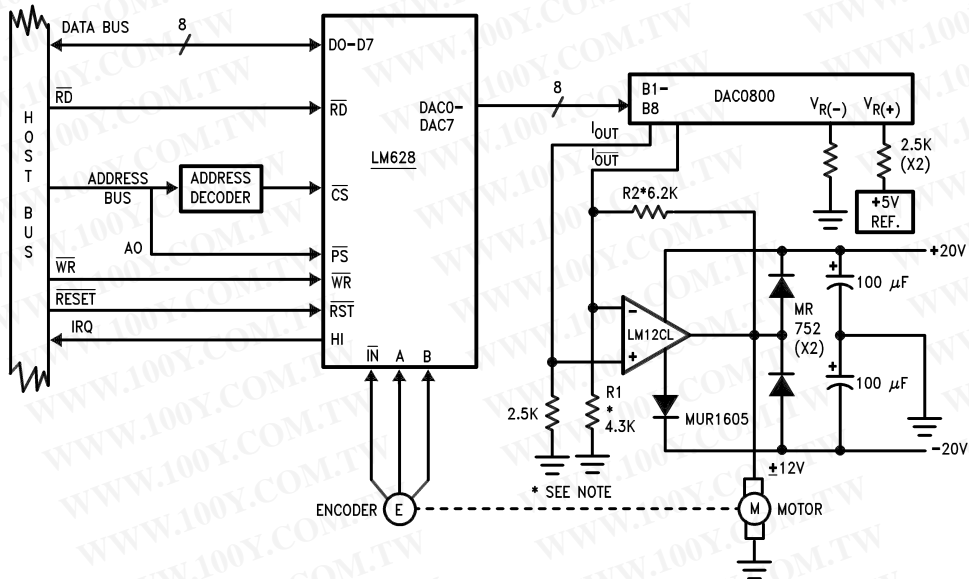 DATA BUS
8
D0-D7
RD
RD
HOST BUS
ADDRESS
BUS
ADDRESS
DECODER
CS
AO
PS
WR
WR
RESET
RST
IRQ
HI
DAC0-
DAC7
LM628
IN A B
ENCODER
E
8
B1-
B8
DAC0800
VR(-)
VR(+)
IOUT
IOUT
2.5K
(X2)
+5V
REF.
R2*6.2K
+20V
+
100 μF
-
LM12CL
+
MR
752
(X2)
+
100 μF
2.5K
R1
*
4.3K
MUR1605
-20V
±12V
* SEE NOTE
M
MOTOR
WWW.100Y.COM.TW